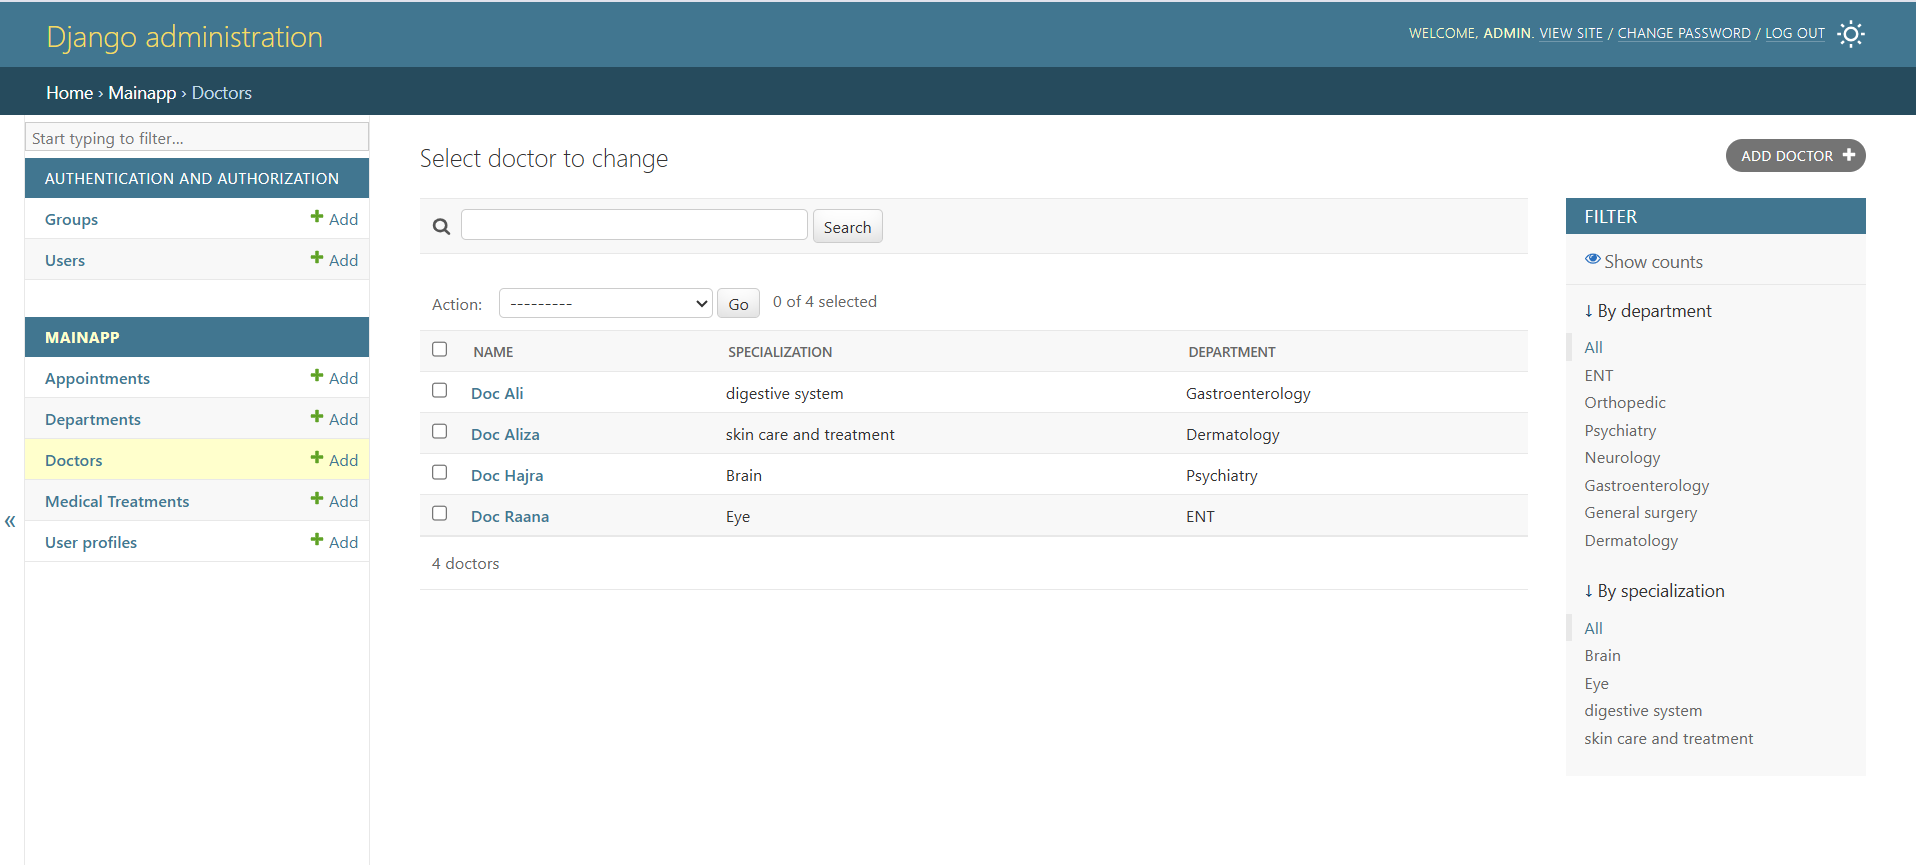 Django administration
WELCOME, ADMIN. VIEW SITE / CHANGE PASSWORD / LOG OUT
Home › Mainapp › Doctors
Start typing to filter...
AUTHENTICATION AND AUTHORIZATION
Groups Add
Users Add
MAINAPP
Appointments Add
Departments Add
Doctors Add
Medical Treatments Add
User profiles Add
«
Select doctor to change
ADD DOCTOR
Search
Action: --------- Go 0 of 4 selected
NAME SPECIALIZATION DEPARTMENT
Doc Ali digestive system Gastroenterology
Doc Aliza skin care and treatment Dermatology
Doc Hajra Brain Psychiatry
Doc Raana Eye ENT
4 doctors
FILTER
Show counts
↓ By department
All
ENT
Orthopedic
Psychiatry
Neurology
Gastroenterology
General surgery
Dermatology
↓ By specialization
All
Brain
Eye
digestive system
skin care and treatment